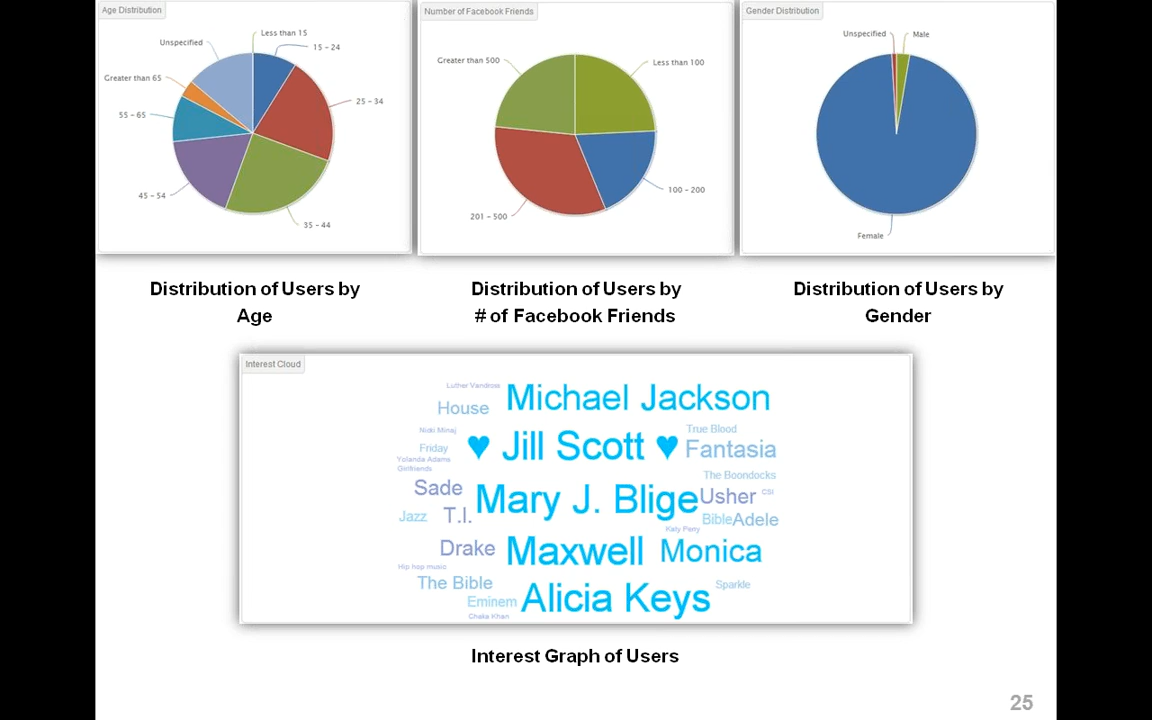 Age Distribution
Less than 15
15 – 24
Unspecified
Greater than 65
25 – 34
55 – 65
45 – 54
35 – 44
Number of Facebook Friends
Greater than 500
Less than 100
100 – 200
201 – 500
Gender Distribution
Unspecified
Male
Female
Distribution of Users by
Age
Distribution of Users by
# of Facebook Friends
Distribution of Users by
Gender
Interest Cloud
Luther Vandross
House
Michael Jackson
Nicki Minaj
Friday
Yolanda Adams
Girlfriends
♥ Jill Scott ♥
True Blood
Fantasia
The Boondocks
Sade
Mary J. Blige
Usher
CSI
Jazz
T.I.
Bible
Adele
Katy Perry
Drake
Maxwell
Monica
Hip hop music
The Bible
Sparkle
Eminem
Alicia Keys
Chaka Khan
Interest Graph of Users
25